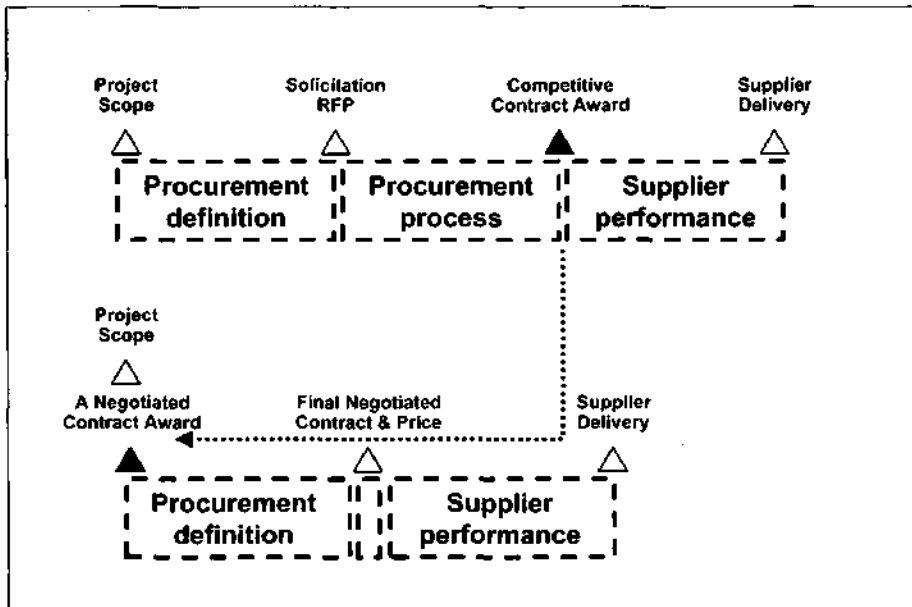 Project
Scope
Solicitation
RFP
Competitive
Contract Award
Supplier
Delivery
Procurement
definition
Procurement
process
Supplier
performance
Project
Scope
A Negotiated
Contract Award
Final Negotiated
Contract & Price
Supplier
Delivery
Procurement
definition
Supplier
performance